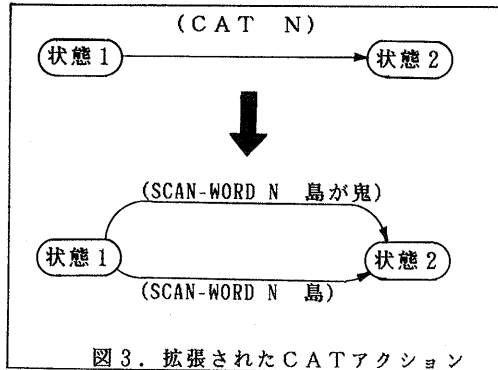 (CAT N)
状態1 状態2
(SCAN-WORD N 島が鬼)
状態1 状態2
(SCAN-WORD N 島)
図3．拡張されたCATアクション